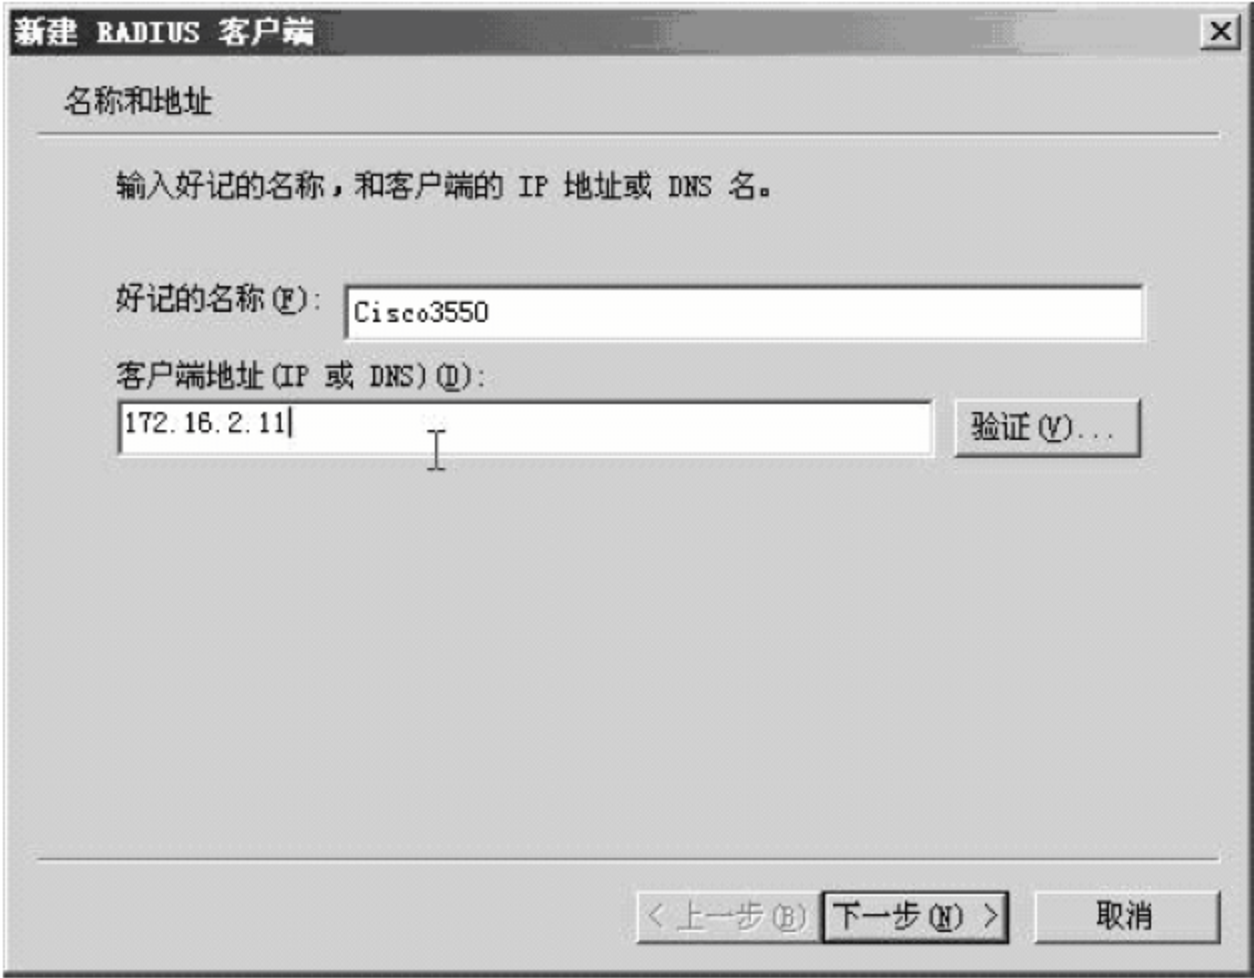 新建 RADIUS 客户端
名称和地址
输入好记的名称，和客户端的 IP 地址或 DNS 名。
好记的名称(F): Cisco3550
客户端地址(IP 或 DNS)(D):
172.16.2.11 验证(V)...
< 上一步(B) 下一步(N) > 取消